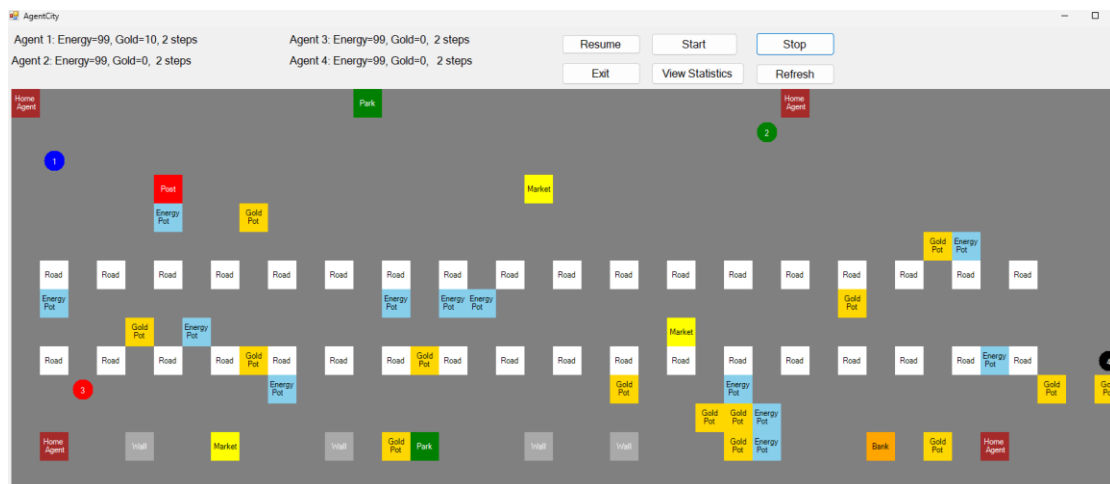 AgentCity
Agent 1: Energy=99, Gold=10, 2 steps
Agent 3: Energy=99, Gold=0, 2 steps
Resume
Start
Stop
Agent 2: Energy=99, Gold=0, 2 steps
Agent 4: Energy=99, Gold=0, 2 steps
Exit
View Statistics
Refresh
Home
Agent
Park
Home
Agent
2
1
Post
Market
Energy
Pot
Gold
Pot
Gold
Pot
Energy
Pot
Road Road Road Road Road Road Road Road Road Road Road Road Road Road Road Road Road Road
Energy
Pot
Energy
Pot
Energy
Pot
Energy
Pot
Gold
Pot
Gold
Pot
Energy
Pot
Market
Road Road Road Road
Gold
Pot
Road Road Road
Gold
Pot
Road Road Road Road Road Road Road Road Road Road
Energy
Pot
Road
4
3
Energy
Pot
Gold
Pot
Energy
Pot
Gold
Pot
Gold
Pot
Gold
Pot
Energy
Pot
Home
Agent
Wall
Market
Wall
Gold
Pot
Park
Wall
Wall
Gold
Pot
Energy
Pot
Bank
Gold
Pot
Home
Agent